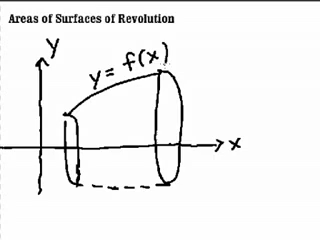 Areas of Surfaces of Revolution
y
y = f(x)
x